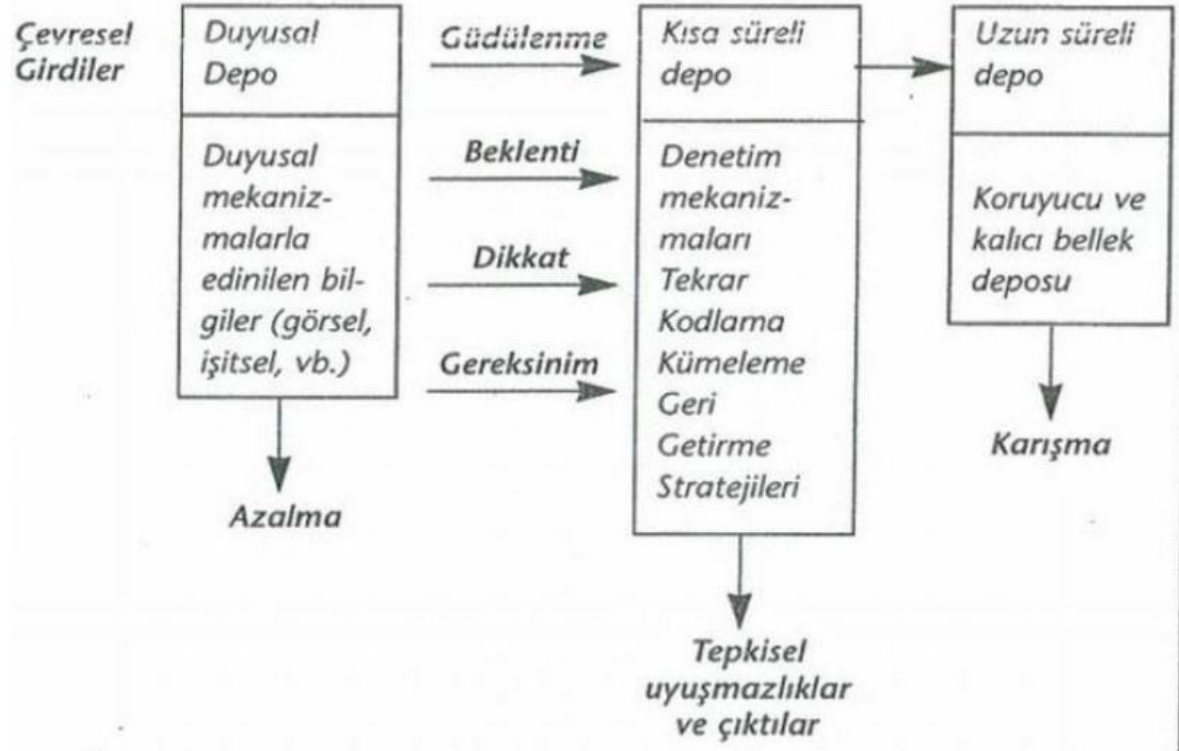 Çevresel
Girdiler
Duyusal
Depo
Duyusal
mekaniz-
malarla
edinilen bil-
giler (görsel,
işitsel, vb.)
Azalma
Güdülenme
Beklenti
Dikkat
Gereksinim
Kısa süreli
depo
Denetim
mekaniz-
maları
Tekrar
Kodlama
Kümeleme
Geri
Getirme
Stratejileri
Tepkisel
uyuşmazlıklar
ve çıktılar
Uzun süreli
depo
Koruyucu ve
kalıcı bellek
deposu
Karışma